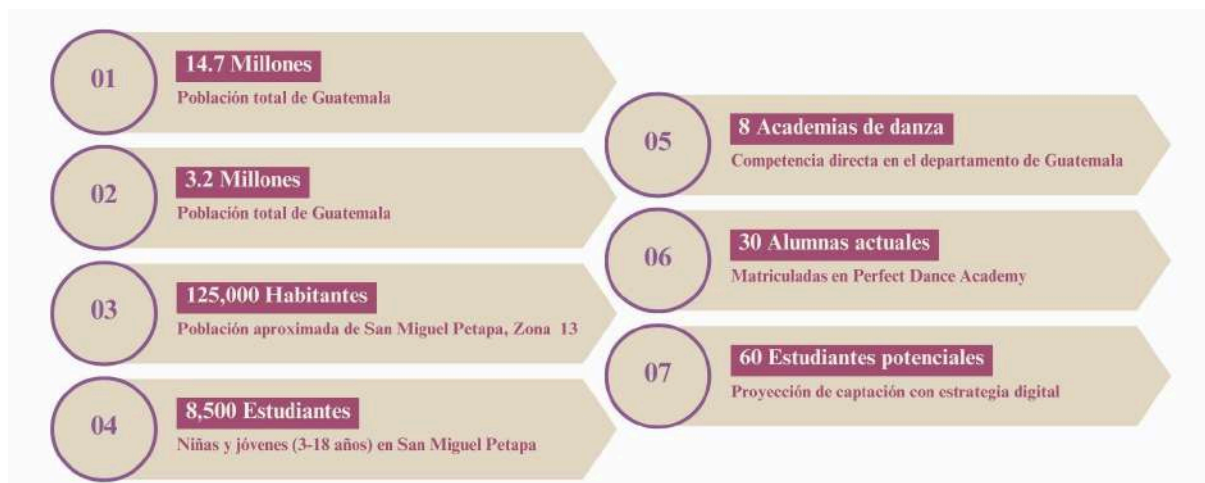 01
14.7 Millones
Población total de Guatemala
02
3.2 Millones
Población total de Guatemala
03
125,000 Habitantes
Población aproximada de San Miguel Petapa, Zona 13
04
8,500 Estudiantes
Niñas y jóvenes (3-18 años) en San Miguel Petapa
05
8 Academias de danza
Competencia directa en el departamento de Guatemala
06
30 Alumnas actuales
Matriculadas en Perfect Dance Academy
07
60 Estudiantes potenciales
Proyección de captación con estrategia digital